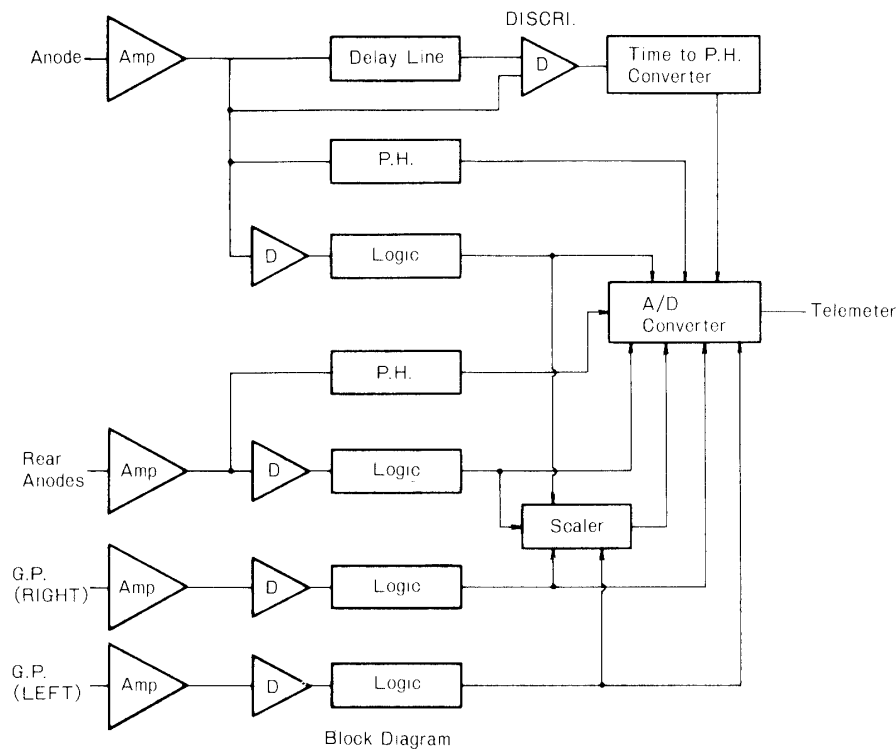 DISCRI.
Anode
Amp
Delay Line
D
Time to P.H.
Converter
P.H.
D
Logic
A/D
Converter
Telemeter
P.H.
Rear
Anodes
Amp
D
Logic
Scaler
G.P.
(RIGHT)
Amp
D
Logic
G.P.
(LEFT)
Amp
D
Logic
Block Diagram